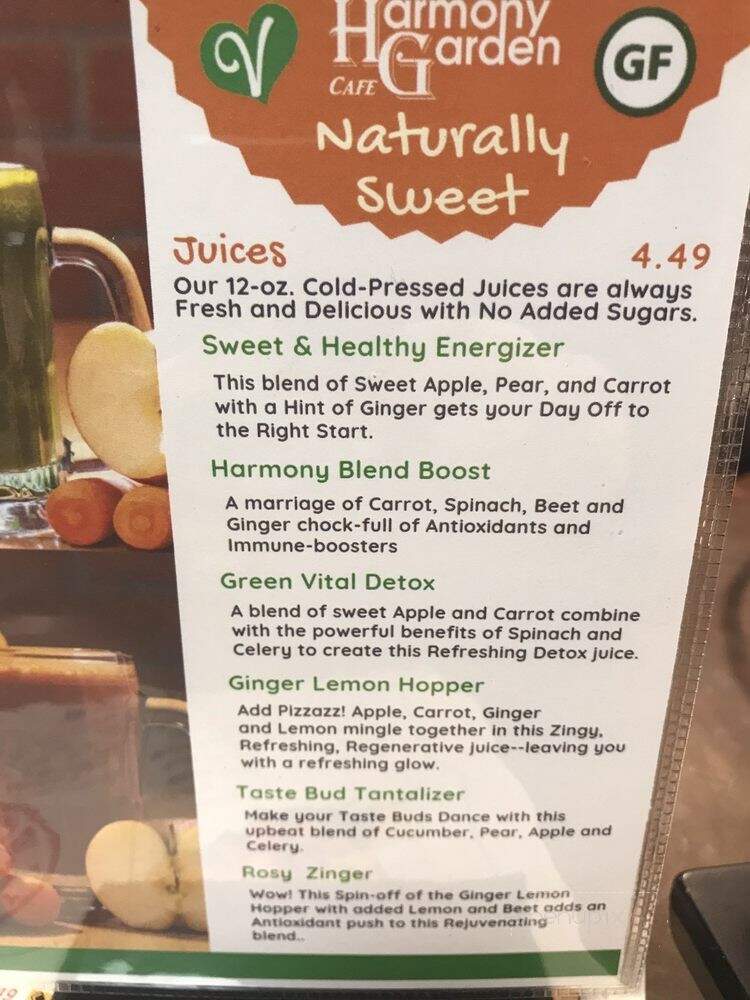 V
Harmony
Garden
CAFE
GF
Naturally
Sweet
Juices 4.49
Our 12-oz. Cold-Pressed Juices are always
Fresh and Delicious with No Added Sugars.
Sweet & Healthy Energizer
This blend of Sweet Apple, Pear, and Carrot
with a Hint of Ginger gets your Day Off to
the Right Start.
Harmony Blend Boost
A marriage of Carrot, Spinach, Beet and
Ginger chock-full of Antioxidants and
Immune-boosters
Green Vital Detox
A blend of sweet Apple and Carrot combine
with the powerful benefits of Spinach and
Celery to create this Refreshing Detox juice.
Ginger Lemon Hopper
Add Pizzazz! Apple, Carrot, Ginger
and Lemon mingle together in this Zingy,
Refreshing, Regenerative juice--leaving you
with a refreshing glow.
Taste Bud Tantalizer
Make your Taste Buds Dance with this
upbeat blend of Cucumber, Pear, Apple and
Celery.
Rosy Zinger
Wow! This Spin-off of the Ginger Lemon
Hopper with added Lemon and Beet adds an
Antioxidant push to this Rejuvenating
blend..